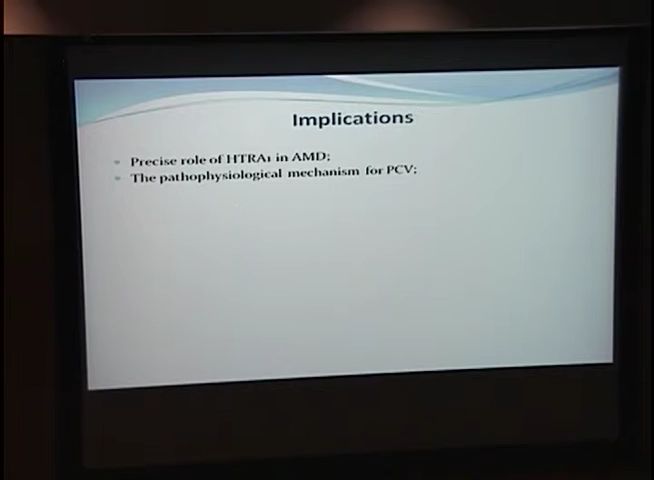 Implications
Precise role of HTRA1 in AMD;
The pathophysiological mechanism for PCV;